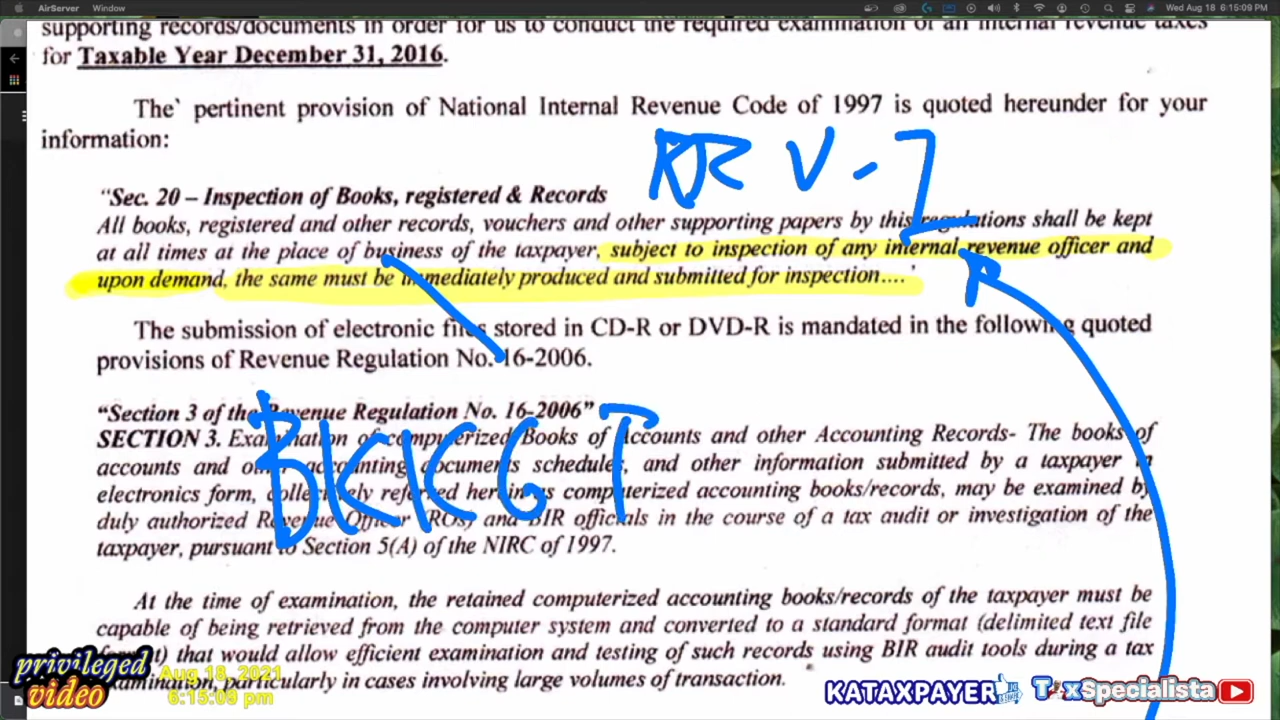 AirServer Window Wed Aug 18 6:15:09 PM
supporting records/documents in order for us to conduct the required examination of all internal revenue taxes
for Taxable Year December 31, 2016.
The` pertinent provision of National Internal Revenue Code of 1997 is quoted hereunder for your
information:
RR V-1
“Sec. 20 – Inspection of Books, registered & Records
All books, registered and other records, vouchers and other supporting papers by this regulations shall be kept
at all times at the place of business of the taxpayer, subject to inspection of any internal revenue officer and
upon demand, the same must be immediately produced and submitted for inspection....'
The submission of electronic files stored in CD-R or DVD-R is mandated in the following quoted
provisions of Revenue Regulation No. 16-2006.
“Section 3 of the Revenue Regulation No. 16-2006”
SECTION 3. Examination of computerized Books of Accounts and other Accounting Records- The books of
accounts and other accounting documents schedules, and other information submitted by a taxpayer in
electronics form, collectively referred herein as computerized accounting books/records, may be examined by
duly authorized Revenue Officer (ROs) and BIR officials in the course of a tax audit or investigation of the
taxpayer, pursuant to Section 5(A) of the NIRC of 1997.
BKKGT
At the time of examination, the retained computerized accounting books/records of the taxpayer must be
capable of being retrieved from the computer system and converted to a standard format (delimited text file
format) that would allow efficient examination and testing of such records using BIR audit tools during a tax
examination, particularly in cases involving large volumes of transaction.
privileged
video
Aug 18, 2021
6:15:09 pm
KATAXPAYER TaxSpecialista